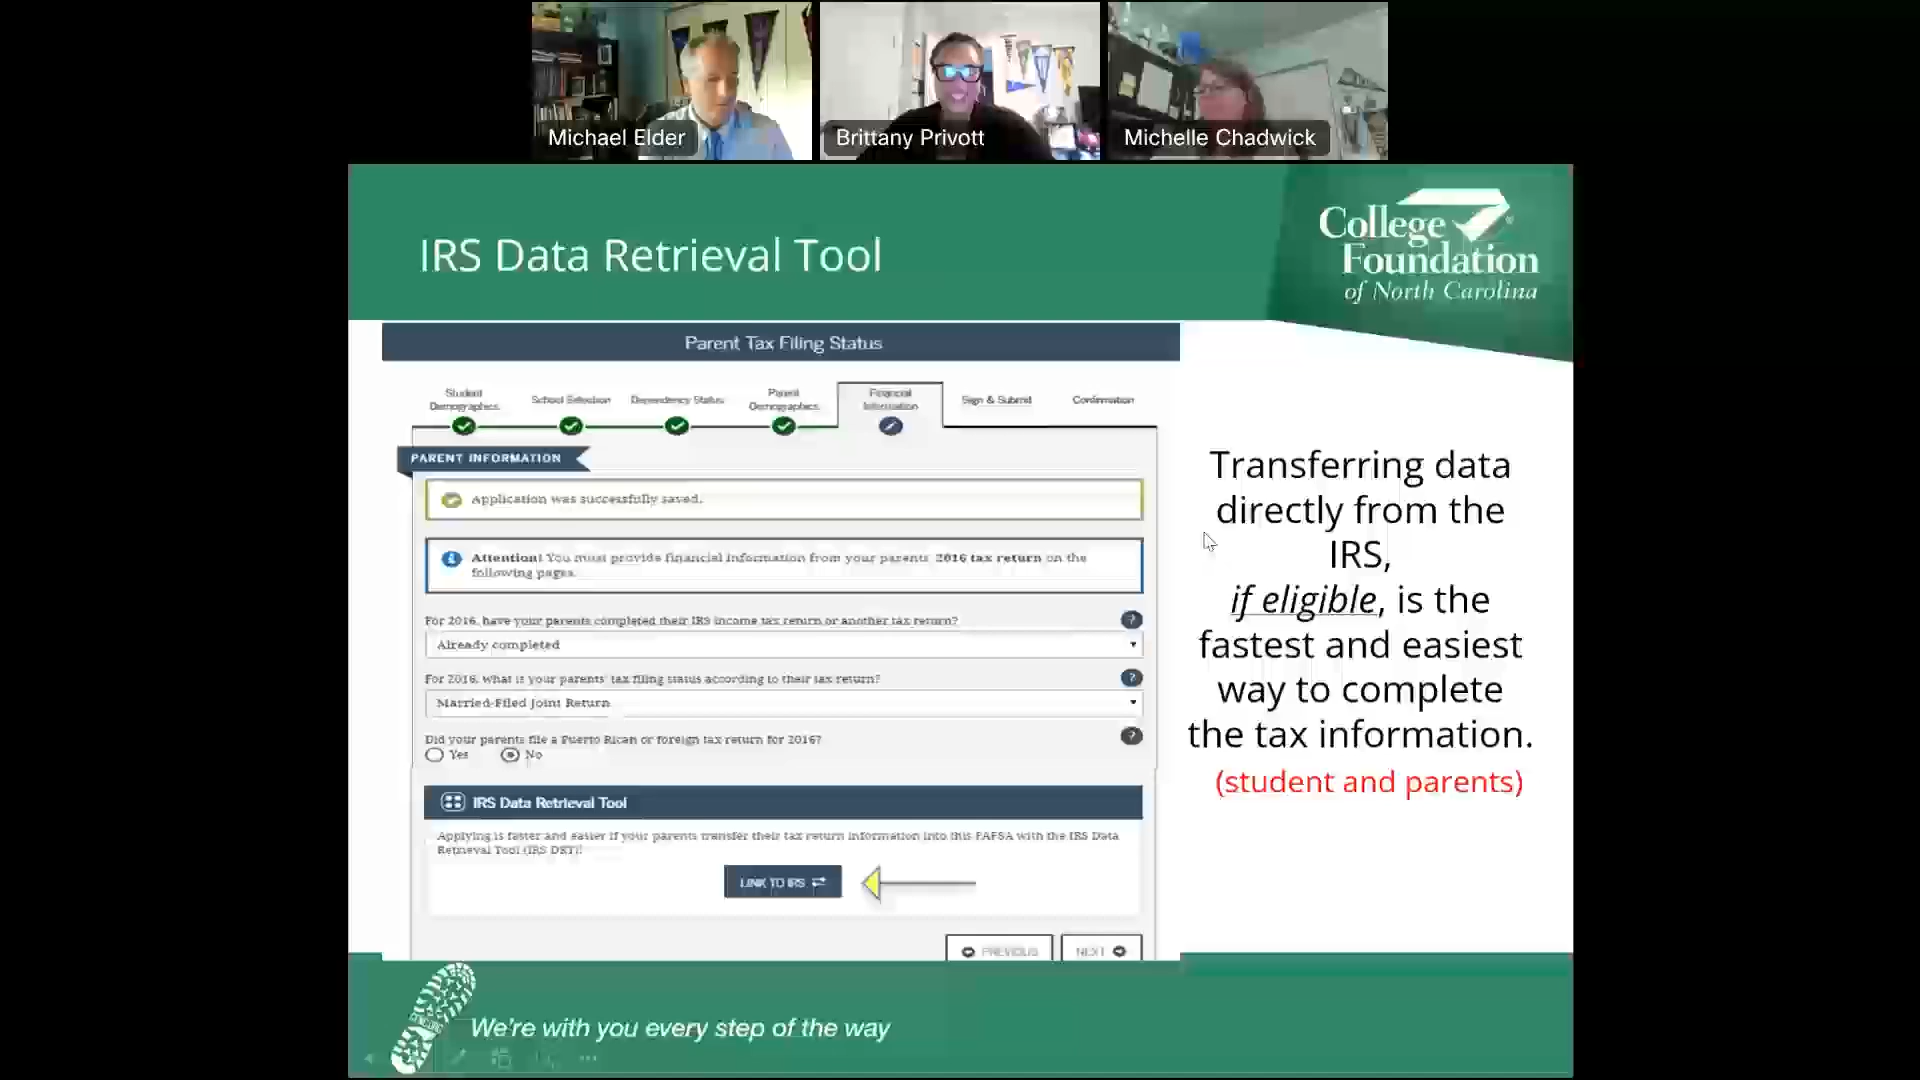 Michael Elder
Brittany Privott
Michelle Chadwick
IRS Data Retrieval Tool
College
Foundation
of North Carolina
Parent Tax Filing Status
Student
Demographics
School Selection
Dependency Status
Parent
Demographics
Financial
Information
Sign & Submit
Confirmation
PARENT INFORMATION
Application was successfully saved.
Attention! You must provide financial information from your parents' 2016 tax return on the
following pages.
For 2016, have your parents completed their IRS income tax return or another tax return?
Already completed
For 2016, what is your parents' tax filing status according to their tax return?
Married-Filed Joint Return
Did your parents file a Puerto Rican or foreign tax return for 2016?
Yes No
IRS Data Retrieval Tool
Applying is faster and easier if your parents transfer their tax return information into this FAFSA with the IRS Data
Retrieval Tool (IRS DRT)!
LINK TO IRS
PREVIOUS
NEXT
Transferring data
directly from the
IRS,
if eligible, is the
fastest and easiest
way to complete
the tax information.
(student and parents)
We're with you every step of the way